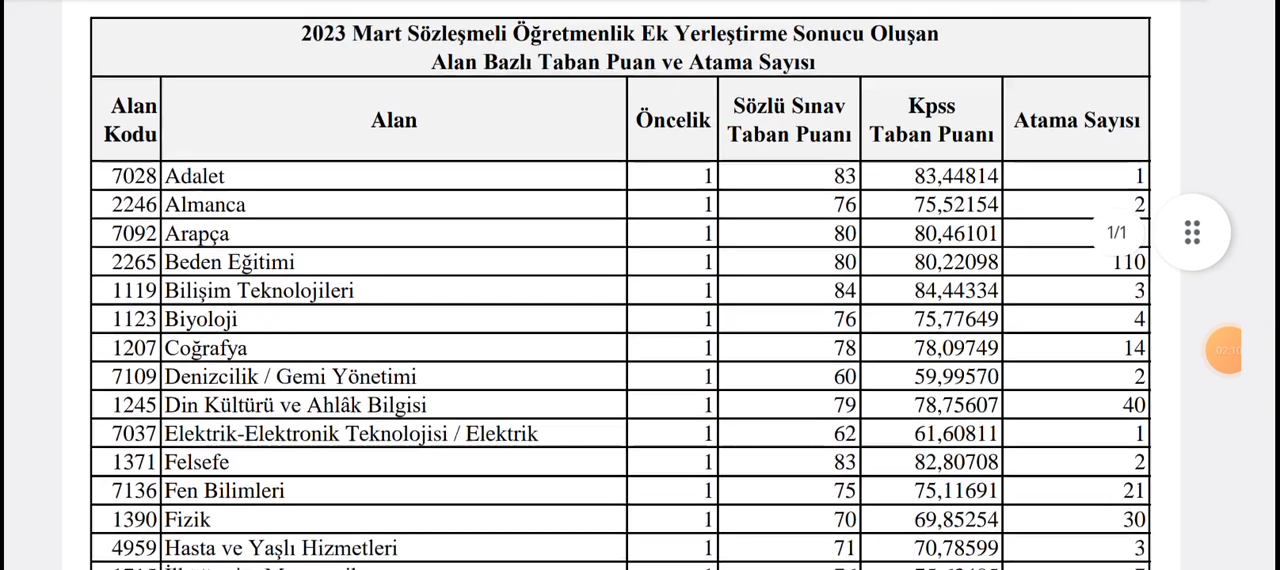 2023 Mart Sözleşmeli Öğretmenlik Ek Yerleştirme Sonucu Oluşan
Alan Bazlı Taban Puan ve Atama Sayısı
Alan Kodu Alan Öncelik Sözlü Sınav Taban Puanı Kpss Taban Puanı Atama Sayısı
7028 Adalet 1 83 83,44814 1
2246 Almanca 1 76 75,52154 2
7092 Arapça 1 80 80,46101
1/1
2265 Beden Eğitimi 1 80 80,22098 110
1119 Bilişim Teknolojileri 1 84 84,44334 3
1123 Biyoloji 1 76 75,77649 4
1207 Coğrafya 1 78 78,09749 14
02:10
7109 Denizcilik / Gemi Yönetimi 1 60 59,99570 2
1245 Din Kültürü ve Ahlâk Bilgisi 1 79 78,75607 40
7037 Elektrik-Elektronik Teknolojisi / Elektrik 1 62 61,60811 1
1371 Felsefe 1 83 82,80708 2
7136 Fen Bilimleri 1 75 75,11691 21
1390 Fizik 1 70 69,85254 30
4959 Hasta ve Yaşlı Hizmetleri 1 71 70,78599 3